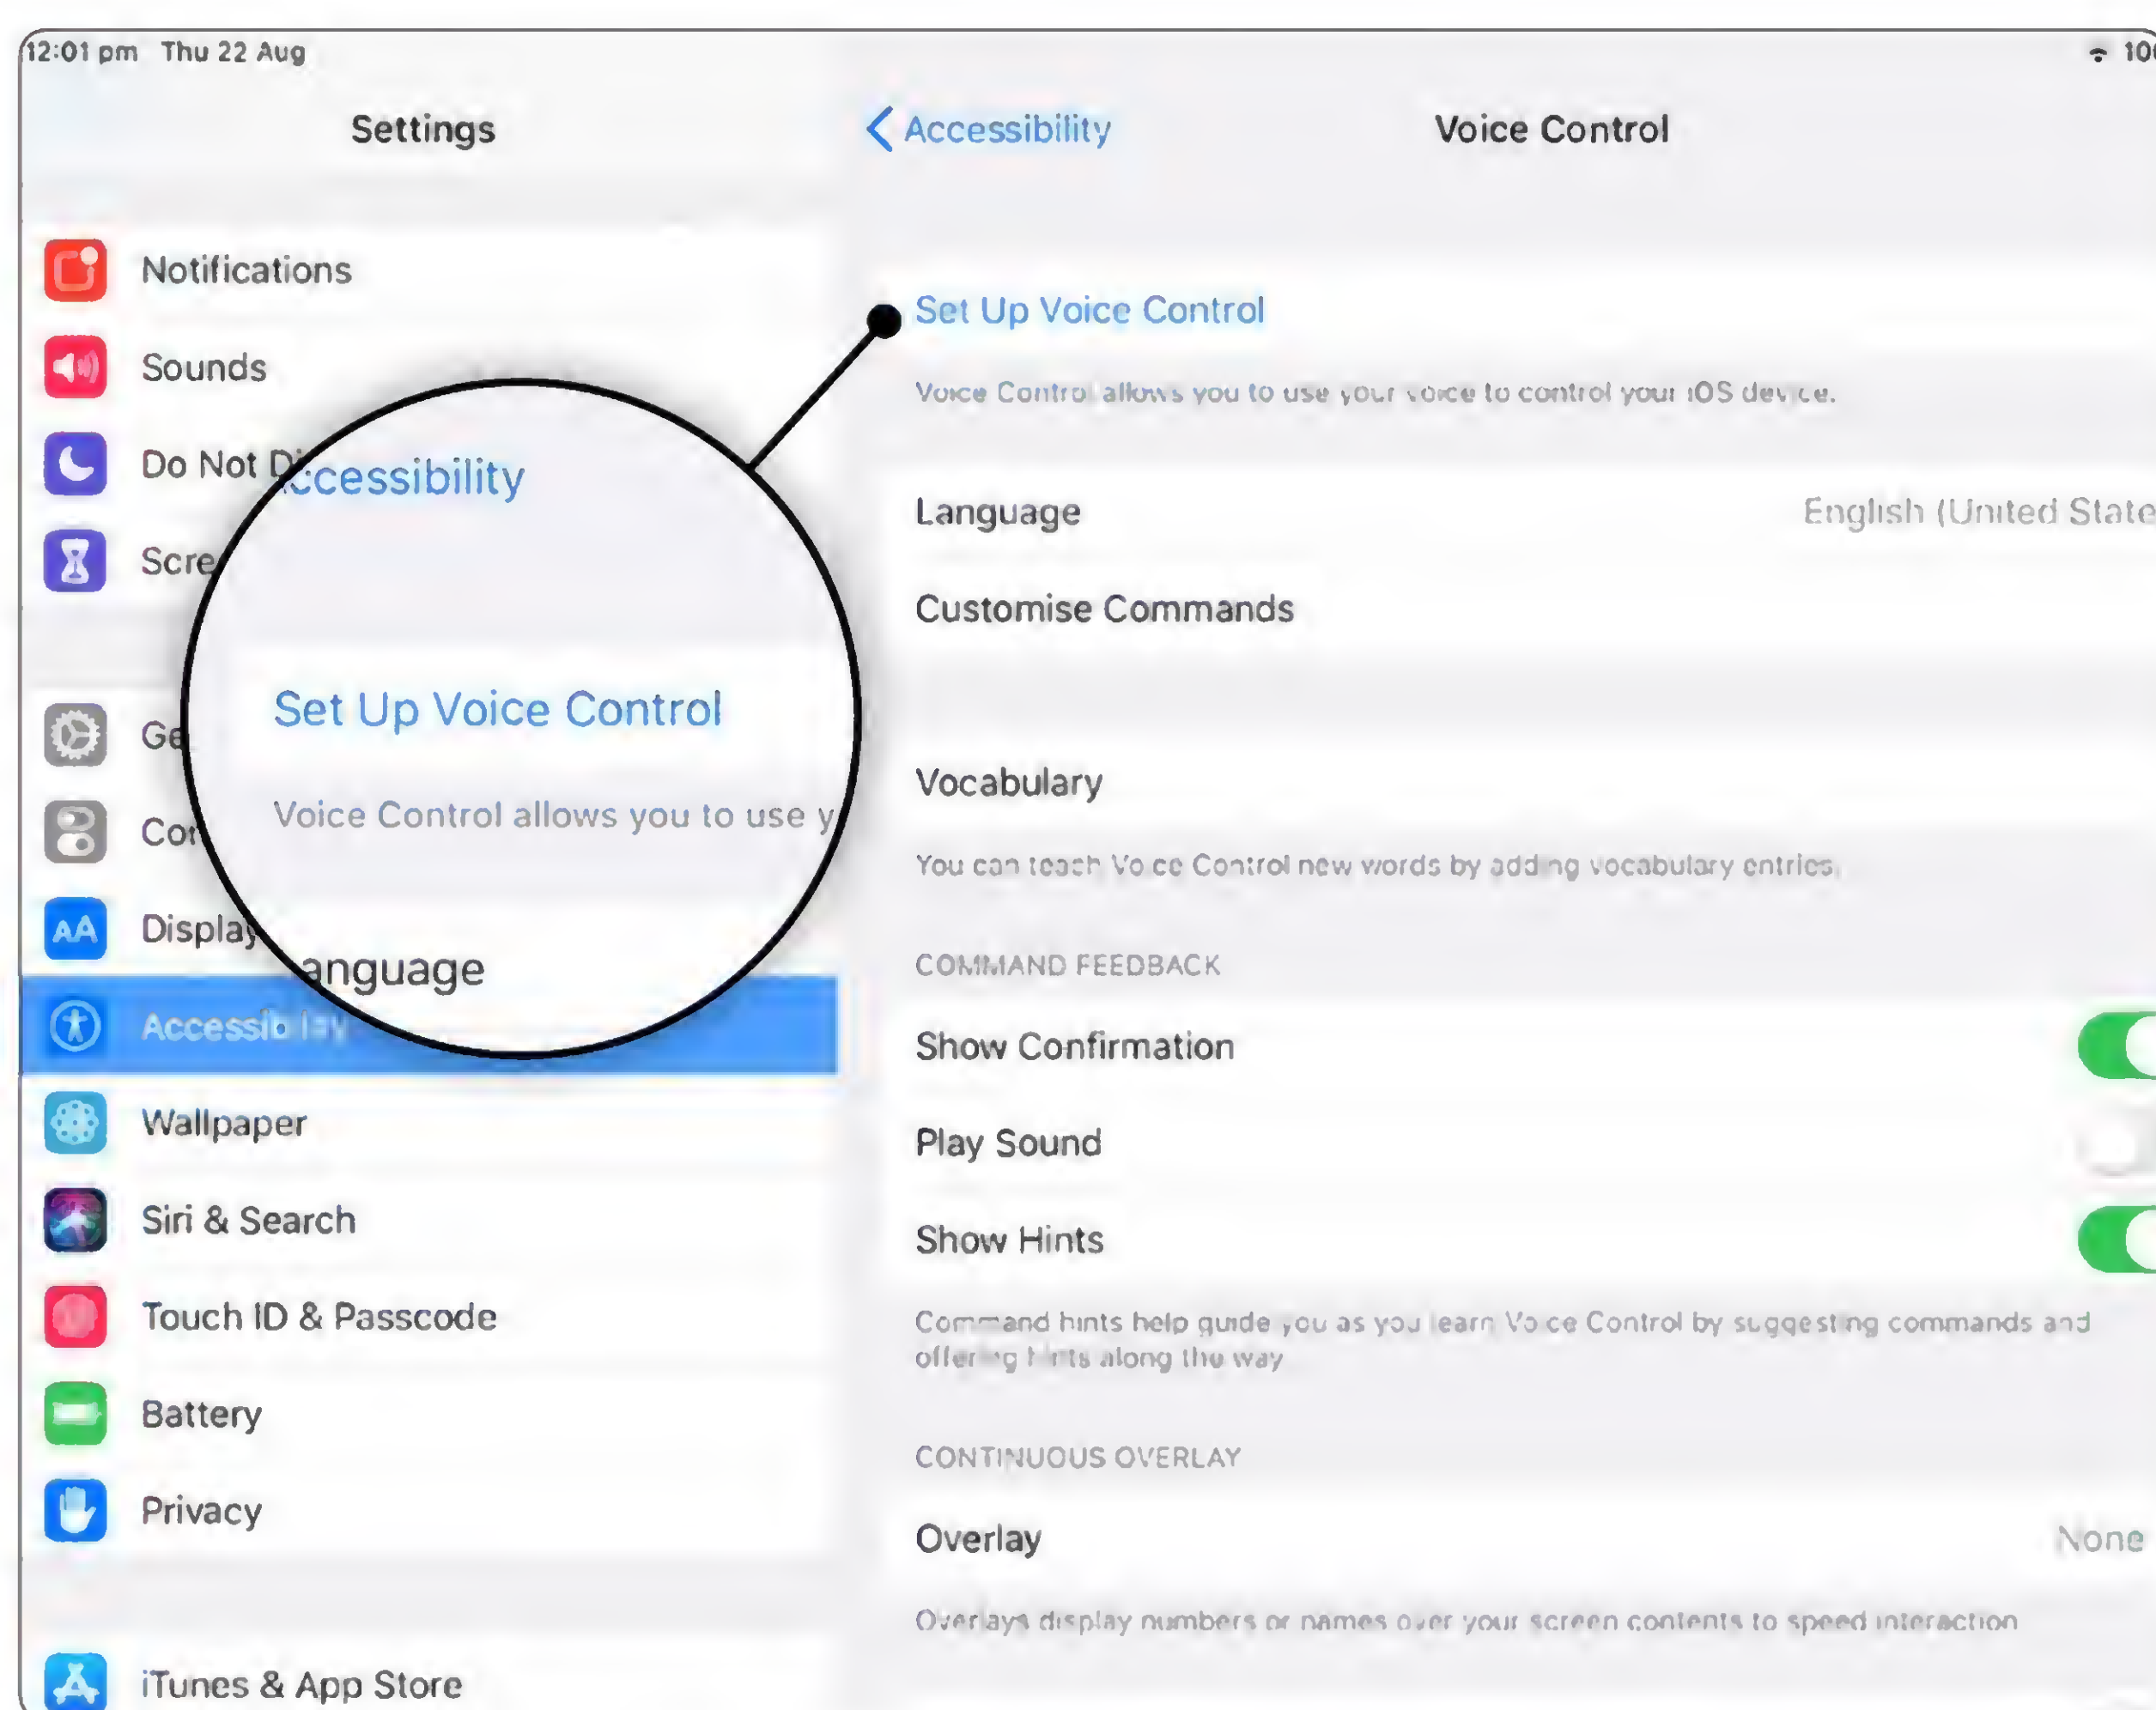 12:01 pm Thu 22 Aug
Settings
Notifications
Sounds
Do Not Di
Scre
Ge
Con
Display
Accessibility
Wallpaper
Siri & Search
Touch ID & Passcode
Battery
Privacy
iTunes & App Store
ccessibility
Set Up Voice Control
Voice Control allows you to use y
anguage
Accessibility
Voice Control
Set Up Voice Control
Voice Control allows you to use your voice to control your iOS device.
Language English (United State
Customise Commands
Vocabulary
You can teach Voice Control new words by adding vocabulary entries.
COMMAND FEEDBACK
Show Confirmation
Play Sound
Show Hints
Command hints help guide you as you learn Voice Control by suggesting commands and
offering hints along the way
CONTINUOUS OVERLAY
Overlay None
Overlays display numbers or names over your screen contents to speed interaction